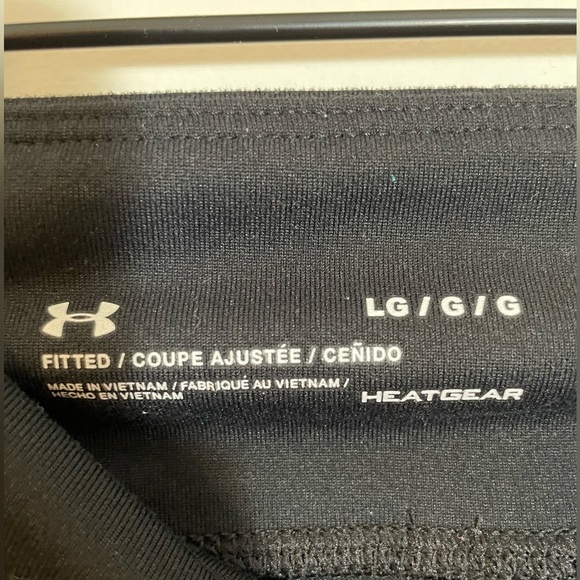 LG / G / G
FITTED / COUPE AJUSTÉE / CEÑIDO
MADE IN VIETNAM / FABRIQUÉ AU VIETNAM /
HECHO EN VIETNAM
HEATGEAR